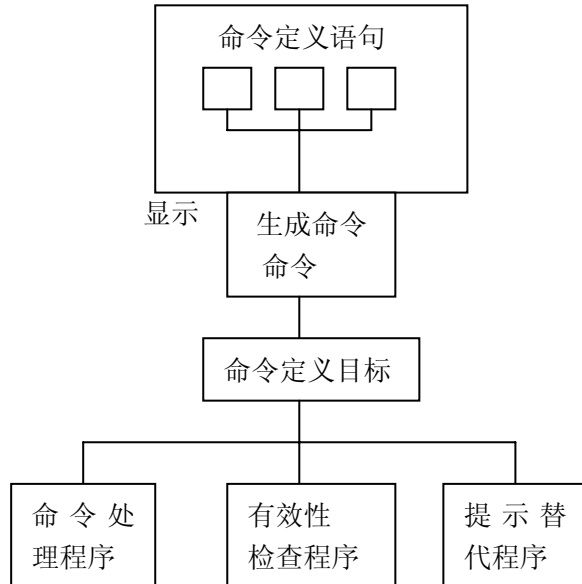 命令定义语句
显示
生成命令
命令
命令定义目标
命令处
理程序
有效性
检查程序
提示替
代程序